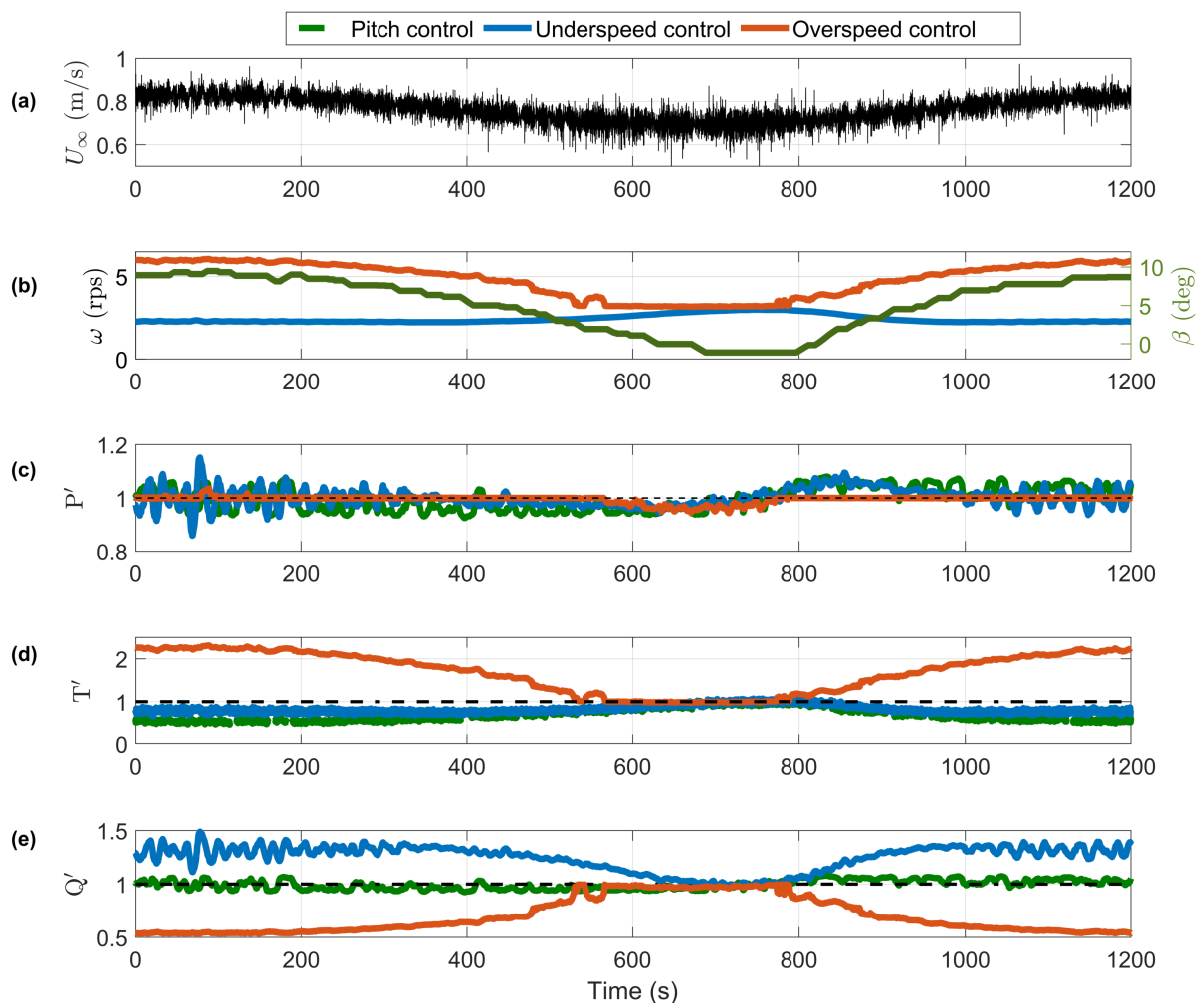 Pitch control Underspeed control Overspeed control
(a)
U∞ (m/s)
1
0.8
0.6
0 200 400 600 800 1000 1200
(b)
ω (rps)
5
0
10
5
0
β (deg)
0 200 400 600 800 1000 1200
(c)
P′
1.2
1
0.8
0 200 400 600 800 1000 1200
(d)
T′
2
1
0
0 200 400 600 800 1000 1200
(e)
Q′
1.5
1
0.5
0 200 400 600 800 1000 1200
Time (s)